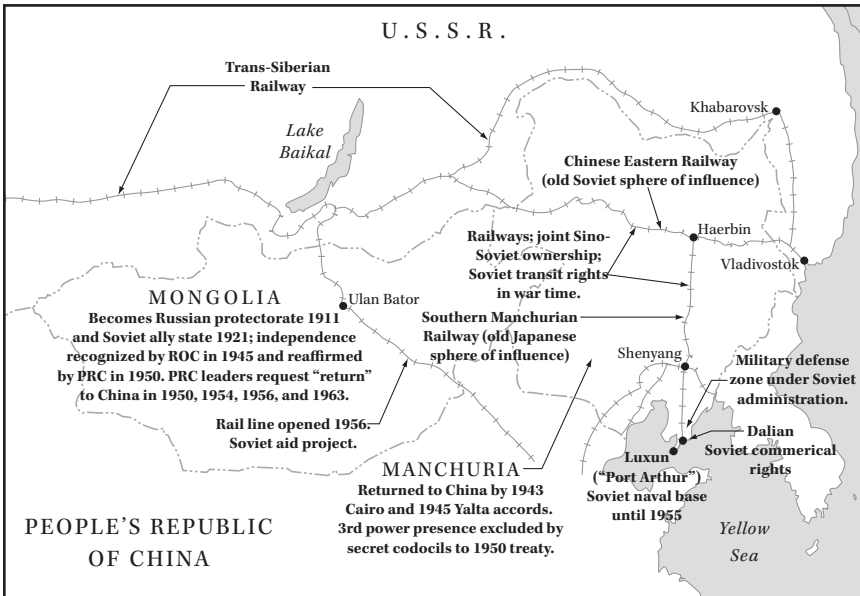 U.S.S.R.
Trans-Siberian
Railway
Lake
Baikal
Khabarovsk
Chinese Eastern Railway
(old Soviet sphere of influence)
Haerbin
Railways; joint Sino-
Soviet ownership;
Soviet transit rights
in war time.
Vladivostok
MONGOLIA
Becomes Russian protectorate 1911
and Soviet ally state 1921; independence
recognized by ROC in 1945 and reaffirmed
by PRC in 1950. PRC leaders request “return”
to China in 1950, 1954, 1956, and 1963.
Ulan Bator
Southern Manchurian
Railway (old Japanese
sphere of influence)
Shenyang
Military defense
zone under Soviet
administration.
Rail line opened 1956.
Soviet aid project.
Dalian
Soviet commerical
rights
Luxun
(“Port Arthur”)
Soviet naval base
until 1955
MANCHURIA
Returned to China by 1943
Cairo and 1945 Yalta accords.
3rd power presence excluded by
secret codocils to 1950 treaty.
PEOPLE’S REPUBLIC
OF CHINA
Yellow
Sea